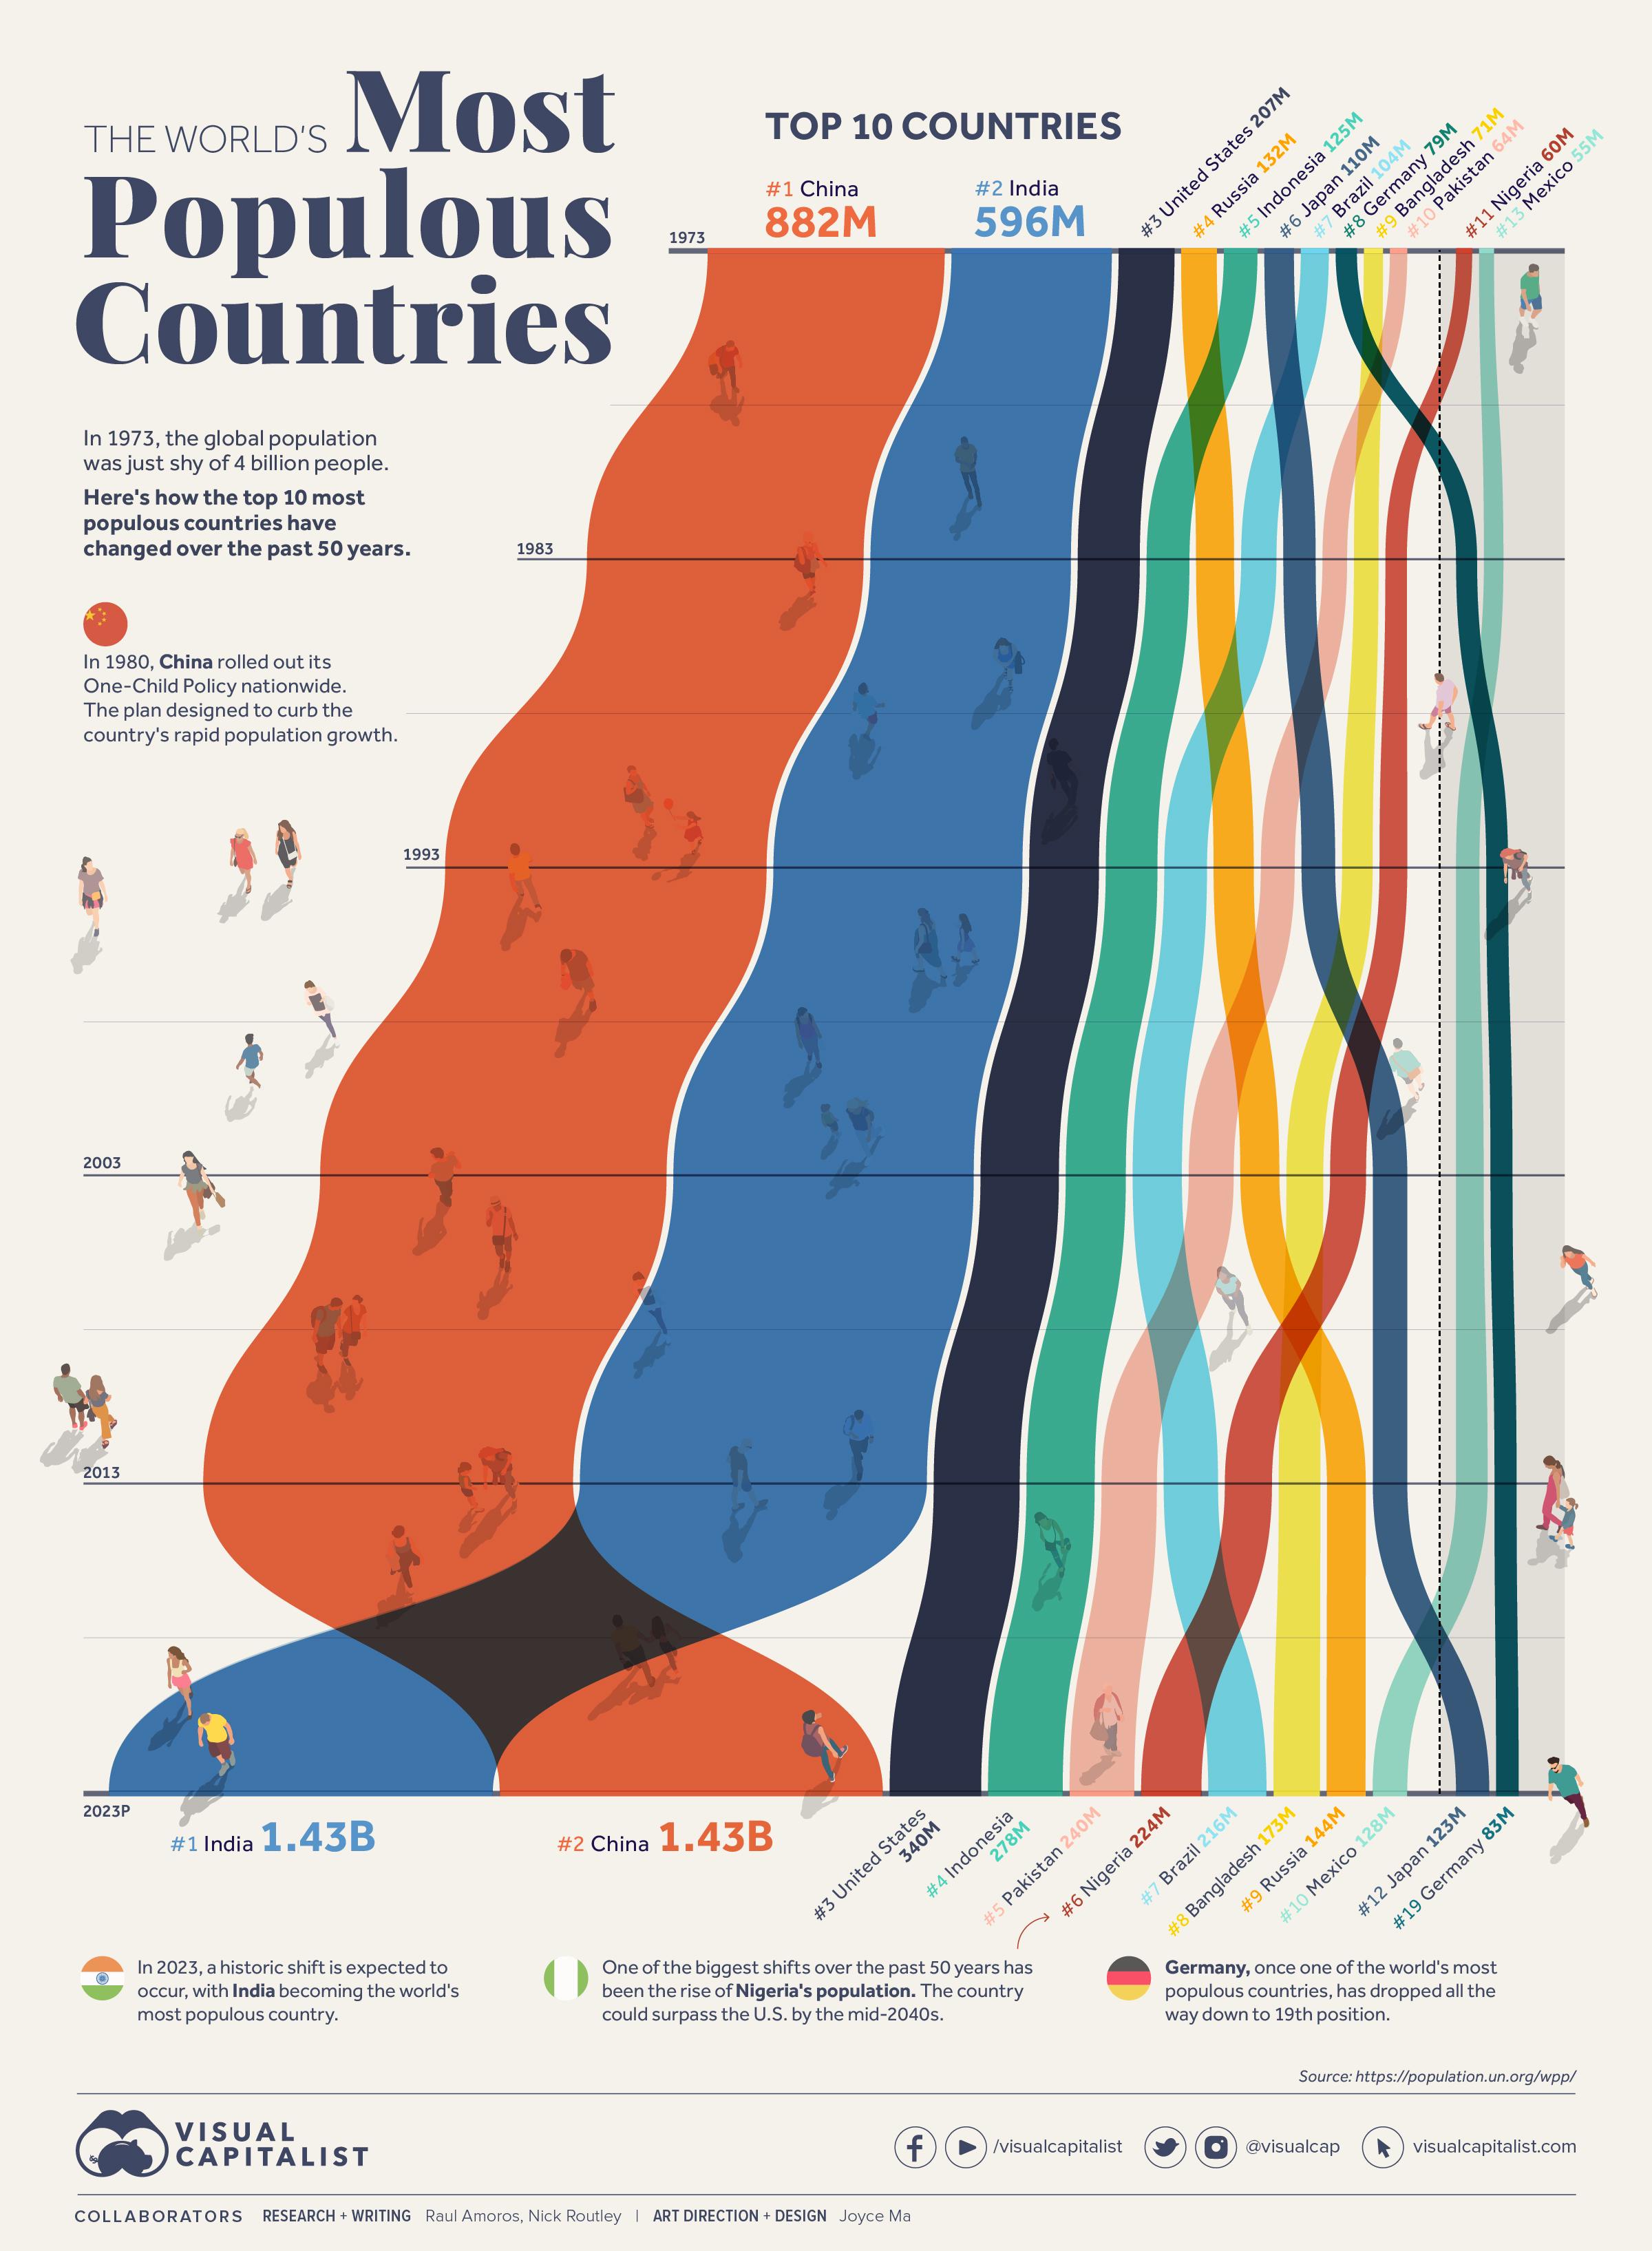 THE WORLD'S Most
Populous
Countries
TOP 10 COUNTRIES
#1 China
882M
#2 India
596M
#3 United States 207M
#4 Russia 132M
#5 Indonesia 125M
#6 Japan 110M
#7 Brazil 104M
#8 Germany 79M
#9 Bangladesh 71M
#10 Pakistan 64M
#11 Nigeria 60M
#13 Mexico 55M
1973
In 1973, the global population
was just shy of 4 billion people.
Here's how the top 10 most
populous countries have
changed over the past 50 years.
1983
In 1980, China rolled out its
One-Child Policy nationwide.
The plan designed to curb the
country's rapid population growth.
1993
2003
2013
2023P
#1 India 1.43B
#2 China 1.43B
#3 United States
340M
#4 Indonesia
278M
#5 Pakistan 240M
#6 Nigeria 224M
#7 Brazil 216M
#8 Bangladesh 173M
#9 Russia 144M
#10 Mexico 128M
#12 Japan 123M
#19 Germany 83M
In 2023, a historic shift is expected to
occur, with India becoming the world's
most populous country.
One of the biggest shifts over the past 50 years has
been the rise of Nigeria's population. The country
could surpass the U.S. by the mid-2040s.
Germany, once one of the world's most
populous countries, has dropped all the
way down to 19th position.
Source: https://population.un.org/wpp/
VISUAL
CAPITALIST
/visualcapitalist
@visualcap
visualcapitalist.com
COLLABORATORS RESEARCH + WRITING Raul Amoros, Nick Routley | ART DIRECTION + DESIGN Joyce Ma